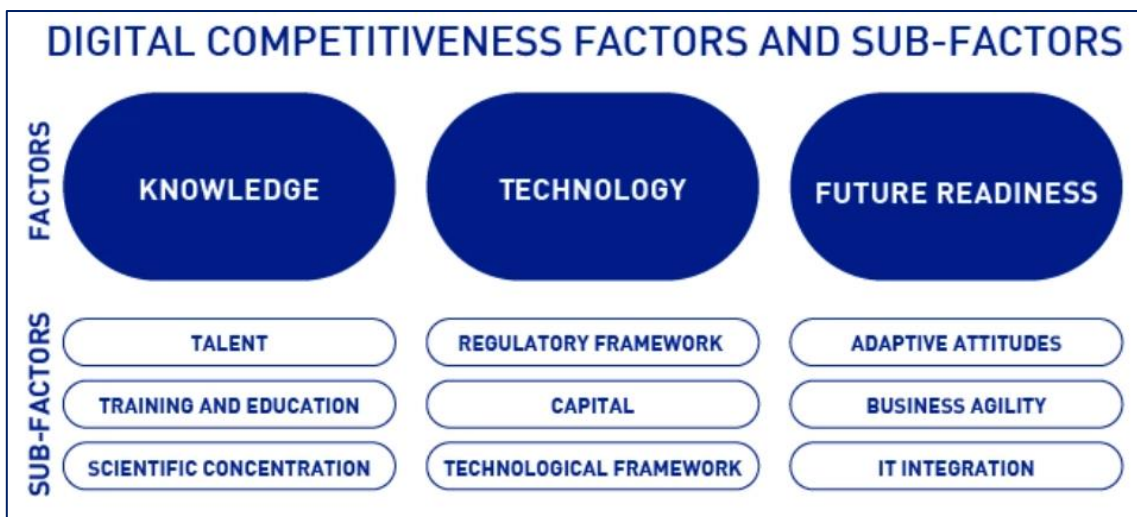 DIGITAL COMPETITIVENESS FACTORS AND SUB-FACTORS
FACTORS
KNOWLEDGE
TECHNOLOGY
FUTURE READINESS
SUB-FACTORS
TALENT
REGULATORY FRAMEWORK
ADAPTIVE ATTITUDES
TRAINING AND EDUCATION
CAPITAL
BUSINESS AGILITY
SCIENTIFIC CONCENTRATION
TECHNOLOGICAL FRAMEWORK
IT INTEGRATION